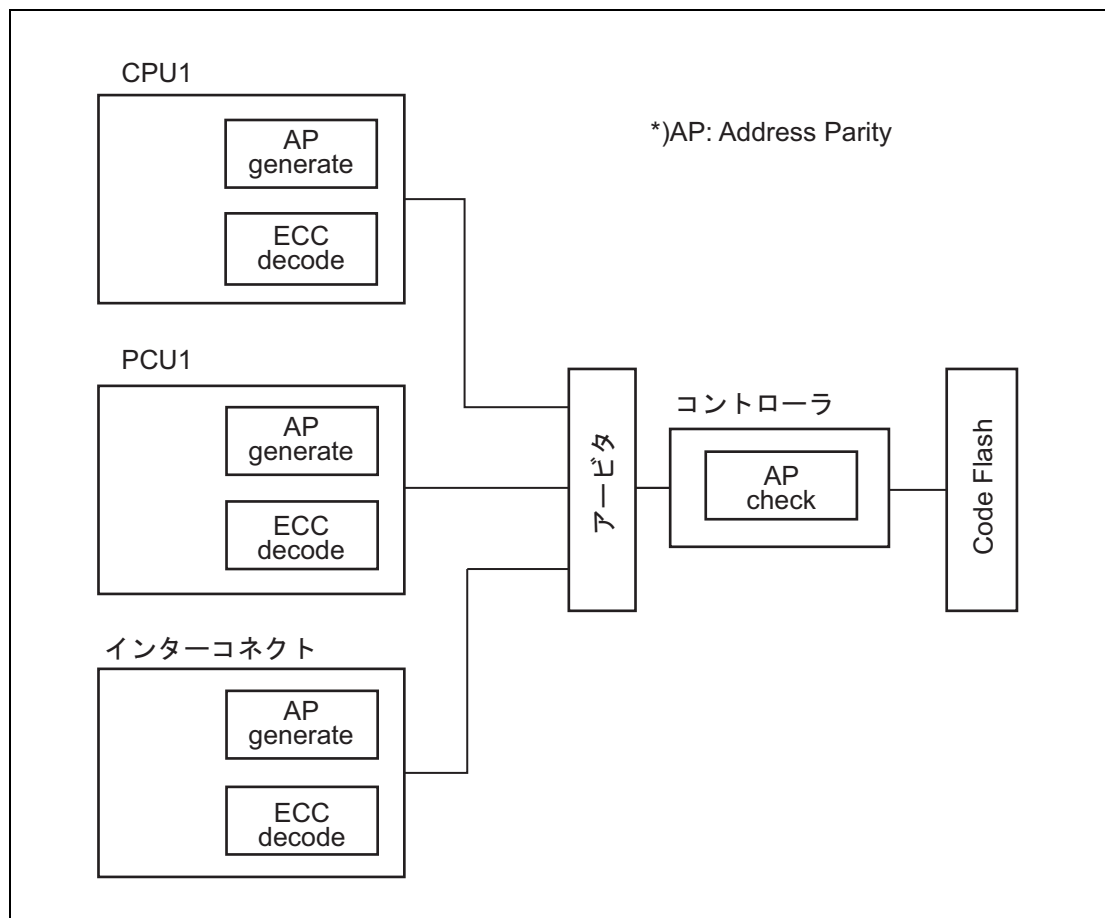 CPU1
AP
generate
ECC
decode
*)AP: Address Parity
PCU1
AP
generate
ECC
decode
アービタ
コントローラ
AP
check
Code Flash
インターコネクト
AP
generate
ECC
decode